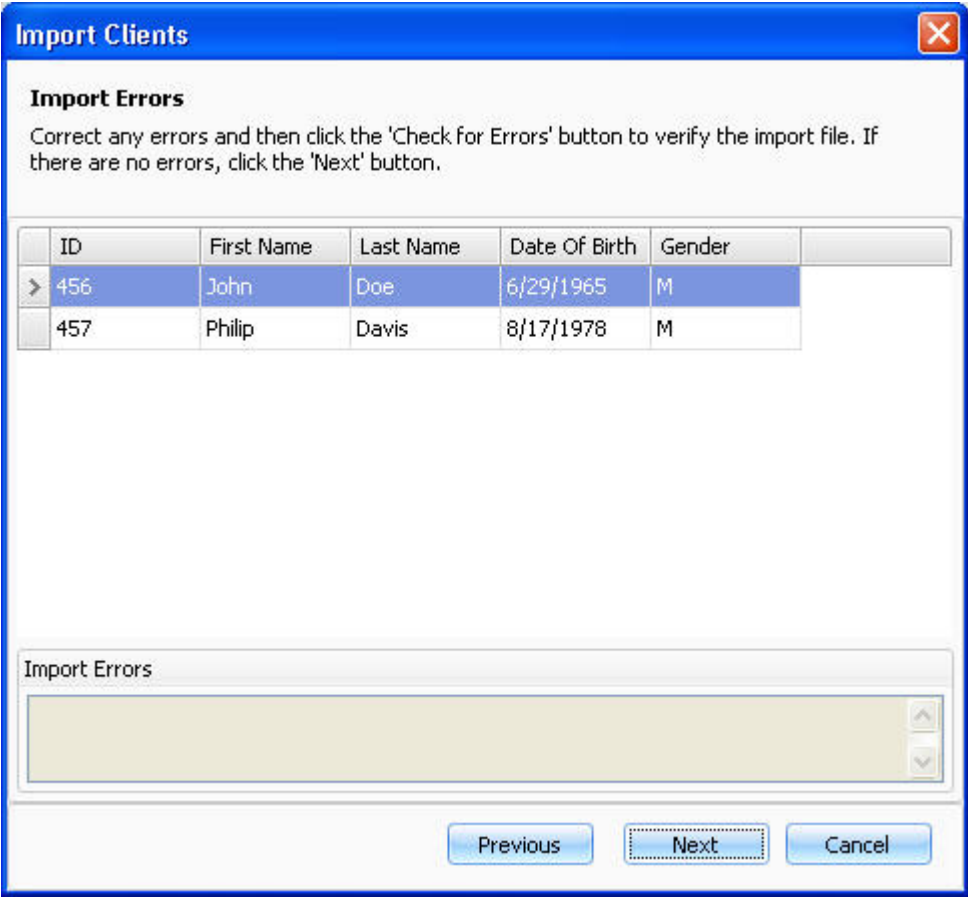 Import Clients
Import Errors
Correct any errors and then click the 'Check for Errors' button to verify the import file. If
there are no errors, click the 'Next' button.
ID First Name Last Name Date Of Birth Gender
456 John Doe 6/29/1965 M
457 Philip Davis 8/17/1978 M
Import Errors
Previous Next Cancel